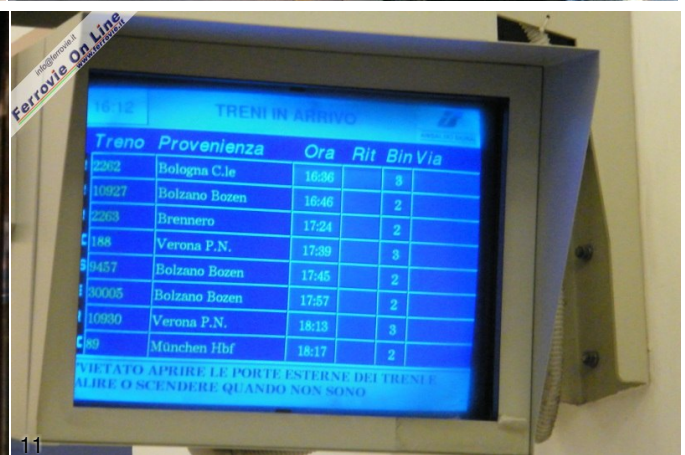 info@ferrovie.it
Ferrovie On Line
www.ferrovie.it
16:12 TRENI IN ARRIVO
Treno Provenienza Ora Rit Bin Via
2262 Bologna C.le 16:36 3
10927 Bolzano Bozen 16:46 2
2263 Brennero 17:24 2
188 Verona P.N. 17:39 3
9457 Bolzano Bozen 17:45 2
30005 Bolzano Bozen 17:57 2
10930 Verona P.N. 18:13 3
89 München Hbf 18:17 2
VIETATO APRIRE LE PORTE ESTERNE DEI TRENI E
ALIRE O SCENDERE QUANDO NON SONO
11